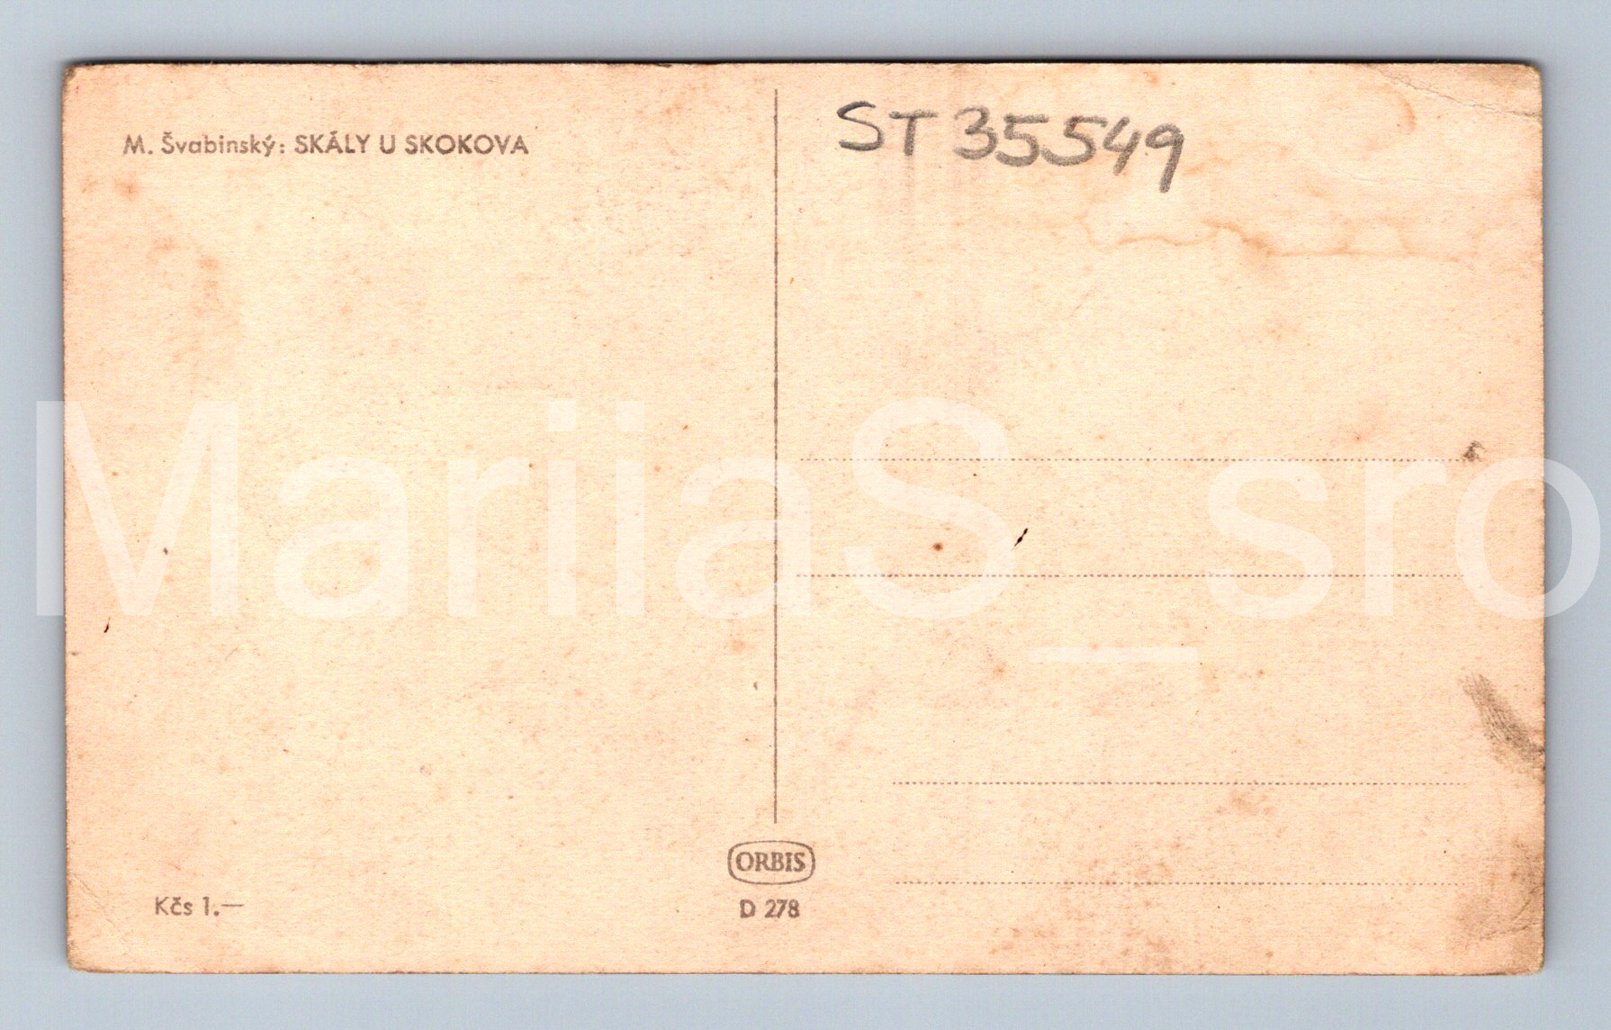 M. Švabinský: SKÁLY U SKOKOVA
ST 35549
MariiaS_sro
ORBIS
D 278
Kčs 1.—